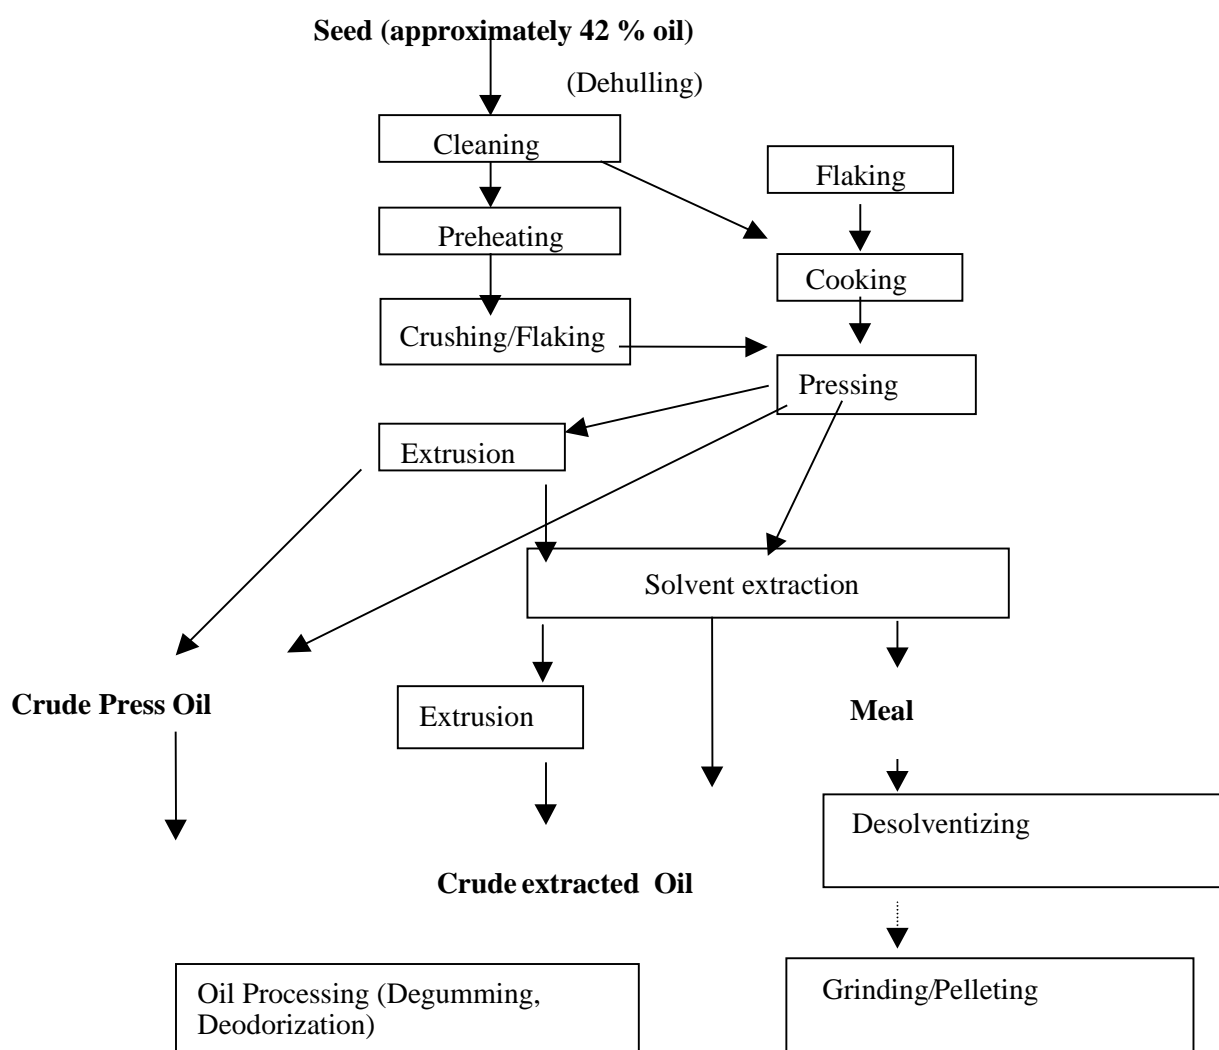 Seed (approximately 42 % oil)
(Dehulling)
Cleaning
Flaking
Preheating
Cooking
Crushing/Flaking
Pressing
Extrusion
Solvent extraction
Crude Press Oil
Extrusion
Meal
Desolventizing
Crude extracted Oil
Oil Processing (Degumming,
Deodorization)
Grinding/Pelleting